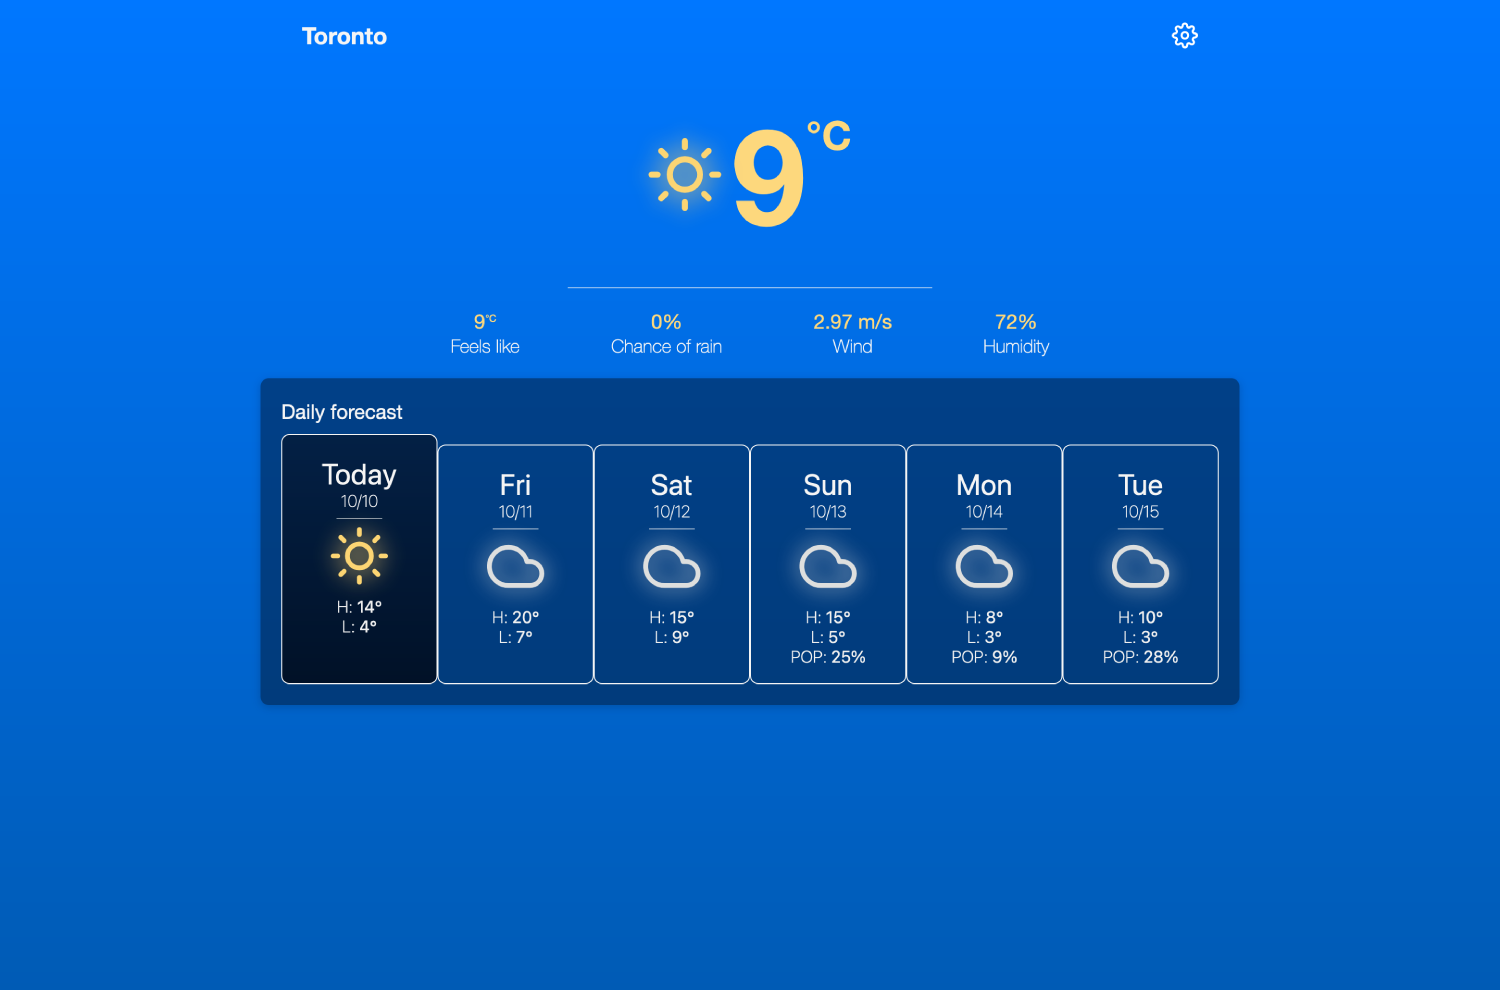 Toronto
9°C
9°C
Feels like
0%
Chance of rain
2.97 m/s
Wind
72%
Humidity
Daily forecast
Today
10/10
H: 14°
L: 4°
Fri
10/11
H: 20°
L: 7°
Sat
10/12
H: 15°
L: 9°
Sun
10/13
H: 15°
L: 5°
POP: 25%
Mon
10/14
H: 8°
L: 3°
POP: 9%
Tue
10/15
H: 10°
L: 3°
POP: 28%